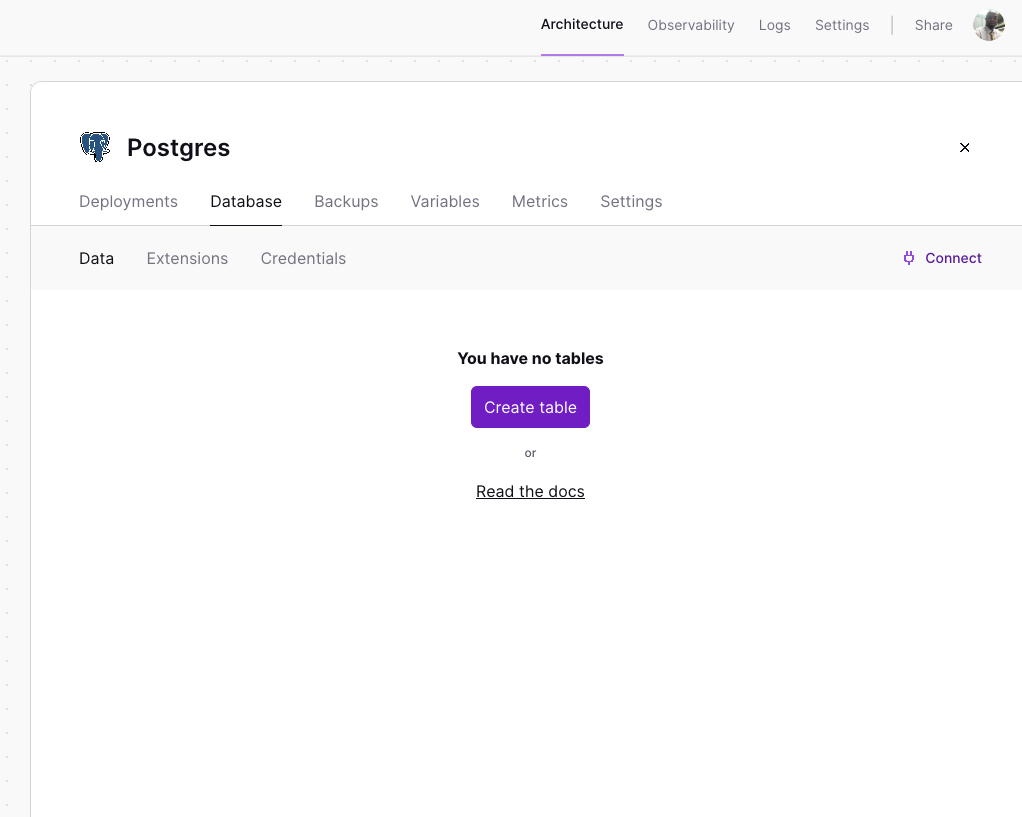 Architecture Observability Logs Settings Share
Postgres
Deployments Database Backups Variables Metrics Settings
Data Extensions Credentials Connect
You have no tables
Create table
or
Read the docs